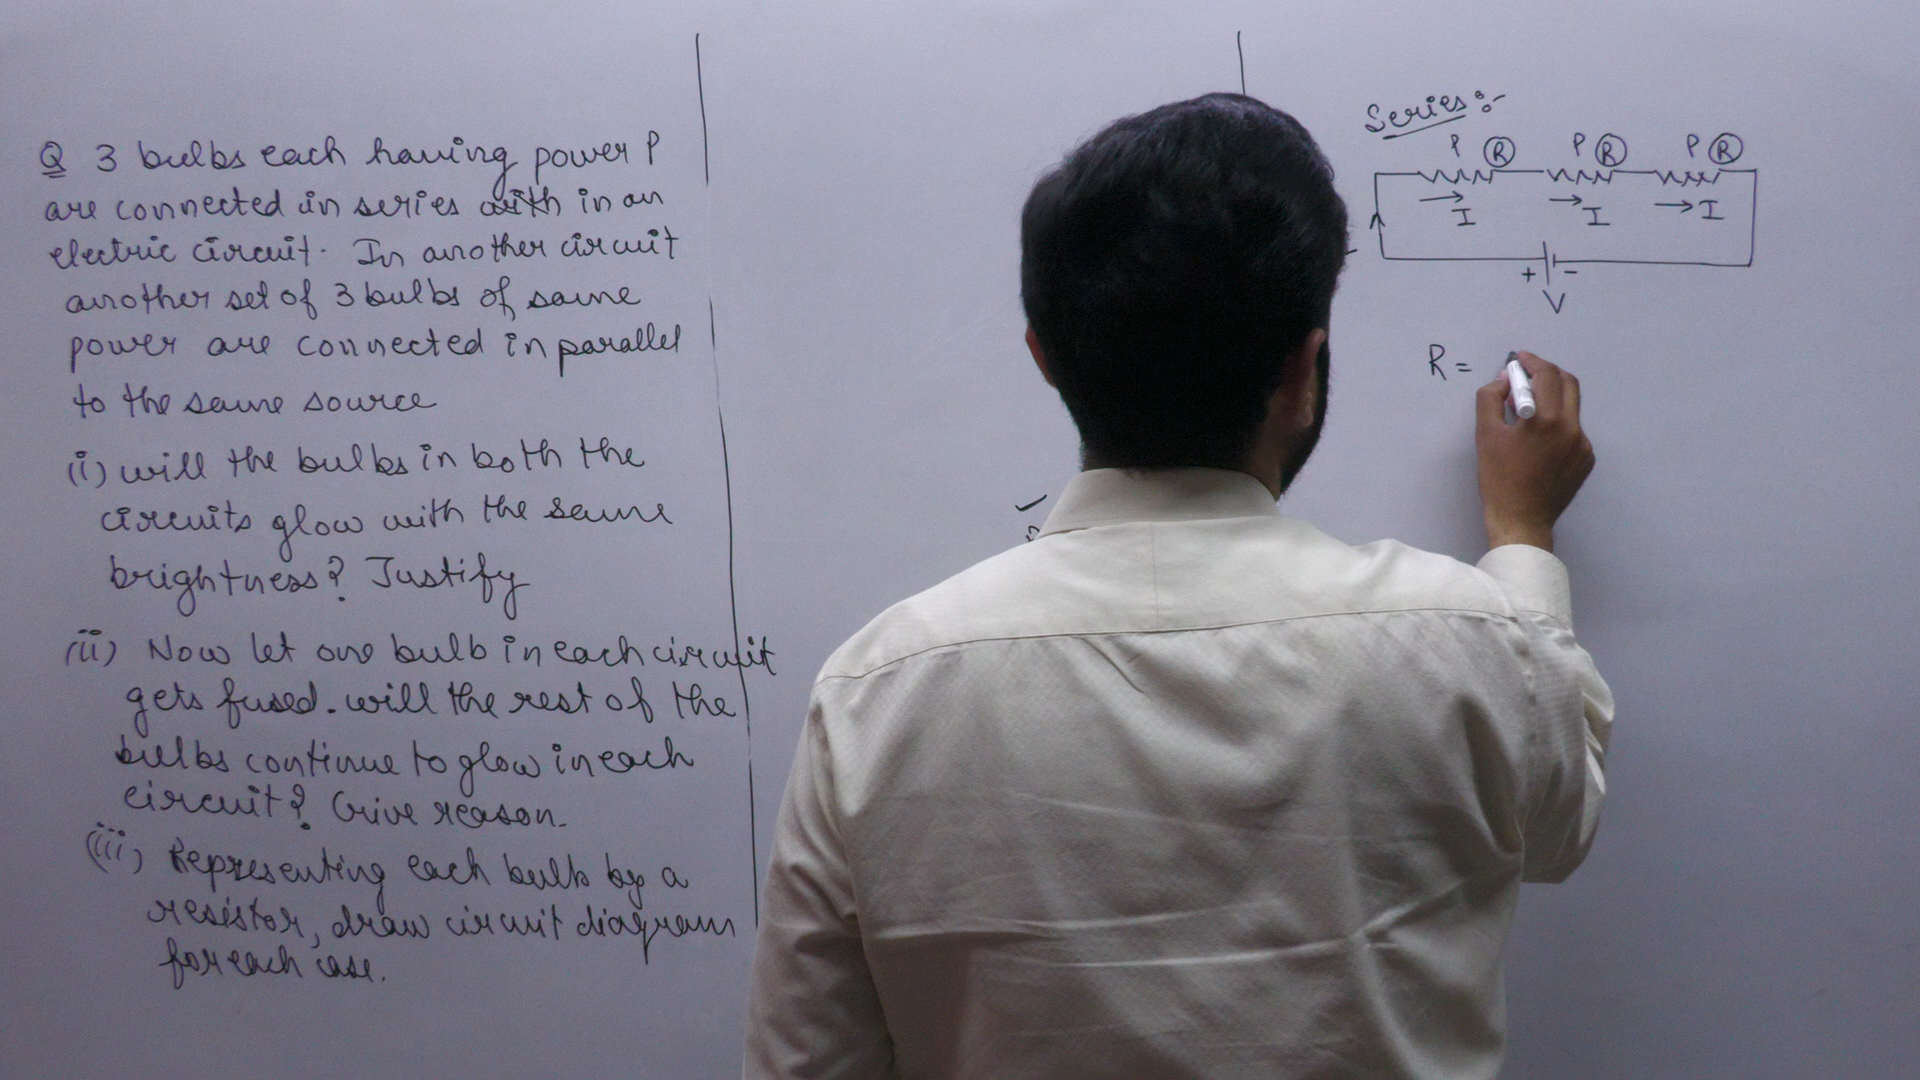 Q 3 bulbs each having power P
are connected in series with in an
electric circuit. In another circuit
another set of 3 bulbs of same
power are connected in parallel
to the same source
(i) will the bulbs in both the
circuits glow with the same
brightness? Justify
(ii) Now let one bulb in each circuit
gets fused. will the rest of the
bulbs continue to glow in each
circuit? Give reason.
(iii) Representing each bulb by a
resistor, draw circuit diagram
for each case.
Series :-
P R P R P R
I I I
+ -
V
R =